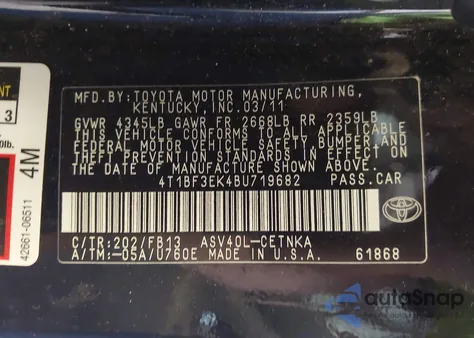 MFD.BY: TOYOTA MOTOR MANUFACTURING,
KENTUCKY, INC. 03/11
GVWR 4345LB GAWR FR 2668LB RR 2359LB
THIS VEHICLE CONFORMS TO ALL APPLICABLE
FEDERAL MOTOR VEHICLE SAFETY, BUMPER, AND
THEFT PREVENTION STANDARDS IN EFFECT ON
THE DATE OF MANUFACTURE SHOWN ABOVE.
4T1BF3EK4BU719682 PASS.CAR
C/TR:202/FB13 ASV40L-CETNKA
A/TM:-05A/U760E MADE IN U.S.A. 61868
TOYOTA
3
0lb.
4M
42661-06511
autoSnap